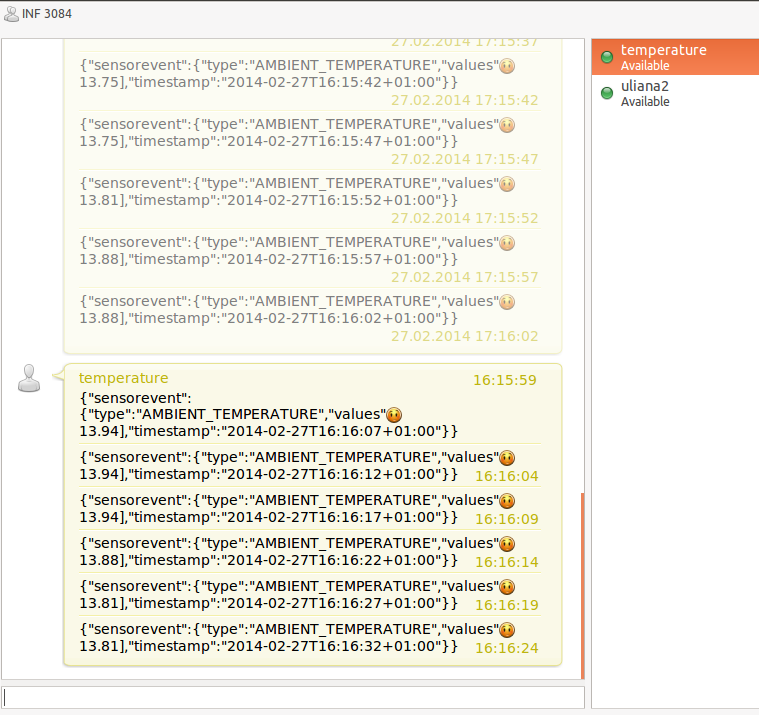 INF 3084
27.02.2014 17:15:37
{"sensorevent":{"type":"AMBIENT_TEMPERATURE","values"
13.75],"timestamp":"2014-02-27T16:15:42+01:00"}}
27.02.2014 17:15:42
{"sensorevent":{"type":"AMBIENT_TEMPERATURE","values"
13.75],"timestamp":"2014-02-27T16:15:47+01:00"}}
27.02.2014 17:15:47
{"sensorevent":{"type":"AMBIENT_TEMPERATURE","values"
13.81],"timestamp":"2014-02-27T16:15:52+01:00"}}
27.02.2014 17:15:52
{"sensorevent":{"type":"AMBIENT_TEMPERATURE","values"
13.88],"timestamp":"2014-02-27T16:15:57+01:00"}}
27.02.2014 17:15:57
{"sensorevent":{"type":"AMBIENT_TEMPERATURE","values"
13.88],"timestamp":"2014-02-27T16:16:02+01:00"}}
27.02.2014 17:16:02
temperature 16:15:59
{"sensorevent":
{"type":"AMBIENT_TEMPERATURE","values"
13.94],"timestamp":"2014-02-27T16:16:07+01:00"}}
{"sensorevent":{"type":"AMBIENT_TEMPERATURE","values"
13.94],"timestamp":"2014-02-27T16:16:12+01:00"}} 16:16:04
{"sensorevent":{"type":"AMBIENT_TEMPERATURE","values"
13.94],"timestamp":"2014-02-27T16:16:17+01:00"}} 16:16:09
{"sensorevent":{"type":"AMBIENT_TEMPERATURE","values"
13.88],"timestamp":"2014-02-27T16:16:22+01:00"}} 16:16:14
{"sensorevent":{"type":"AMBIENT_TEMPERATURE","values"
13.81],"timestamp":"2014-02-27T16:16:27+01:00"}} 16:16:19
{"sensorevent":{"type":"AMBIENT_TEMPERATURE","values"
13.81],"timestamp":"2014-02-27T16:16:32+01:00"}} 16:16:24
temperature
Available
uliana2
Available